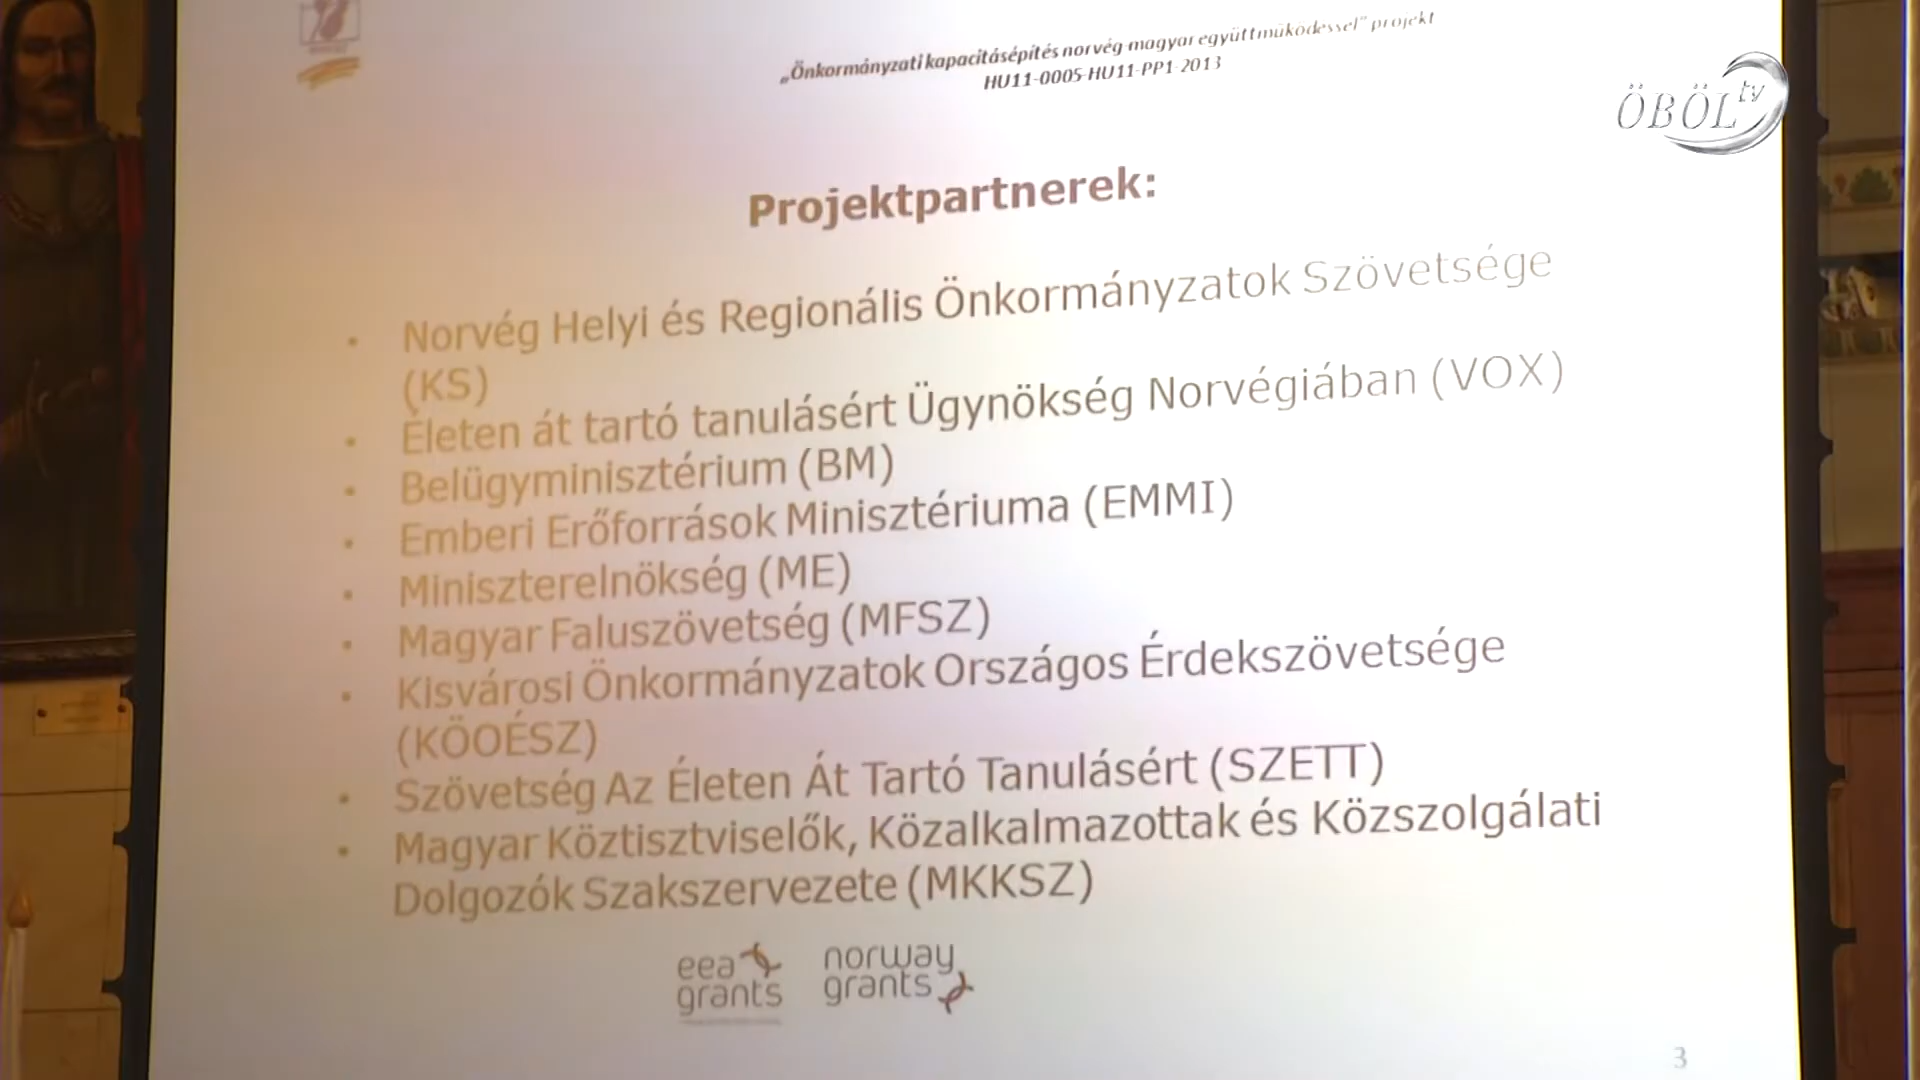 „Önkormányzati kapacitásépítés norvég-magyar együttműködéssel” projekt
HU11-0005-HU11-PP1-2013
ÖBÖL tv
Projektpartnerek:
• Norvég Helyi és Regionális Önkormányzatok Szövetsége
(KS)
• Életen át tartó tanulásért Ügynökség Norvégiában (VOX)
• Belügyminisztérium (BM)
• Emberi Erőforrások Minisztériuma (EMMI)
• Miniszterelnökség (ME)
• Magyar Faluszövetség (MFSZ)
• Kisvárosi Önkormányzatok Országos Érdekszövetsége
(KÖOÉSZ)
• Szövetség Az Életen Át Tartó Tanulásért (SZETT)
• Magyar Köztisztviselők, Közalkalmazottak és Közszolgálati
Dolgozók Szakszervezete (MKKSZ)
eea
grants
norway
grants
3